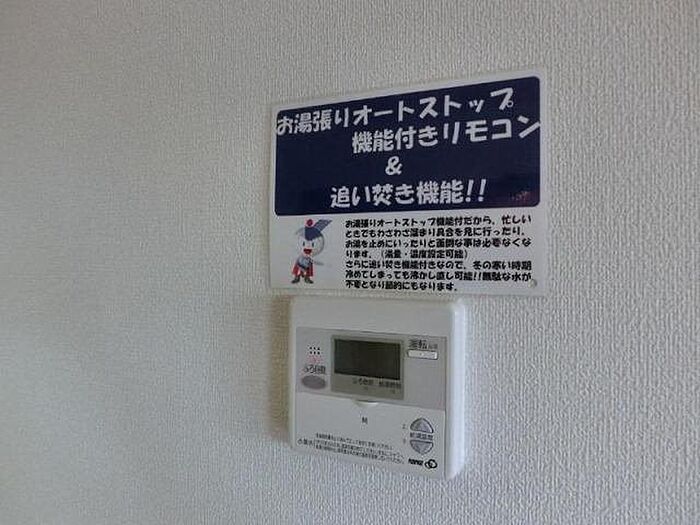 お湯張りオートストップ
機能付きリモコン
&
追い焚き機能!!
お湯張りオートストップ機能付だから、忙しい
ときでもわざわざ溜まり具合を見に行ったり、
お湯を止めにいったりと面倒な事は必要なくな
ります。(湯量・温度設定可能)
さらに追い焚き機能付きなので、冬の寒い時期
冷めてしまっても沸かし直し可能!!無駄な水が
不要となり節約にもなります。
運転
ふろ自動
給湯温度